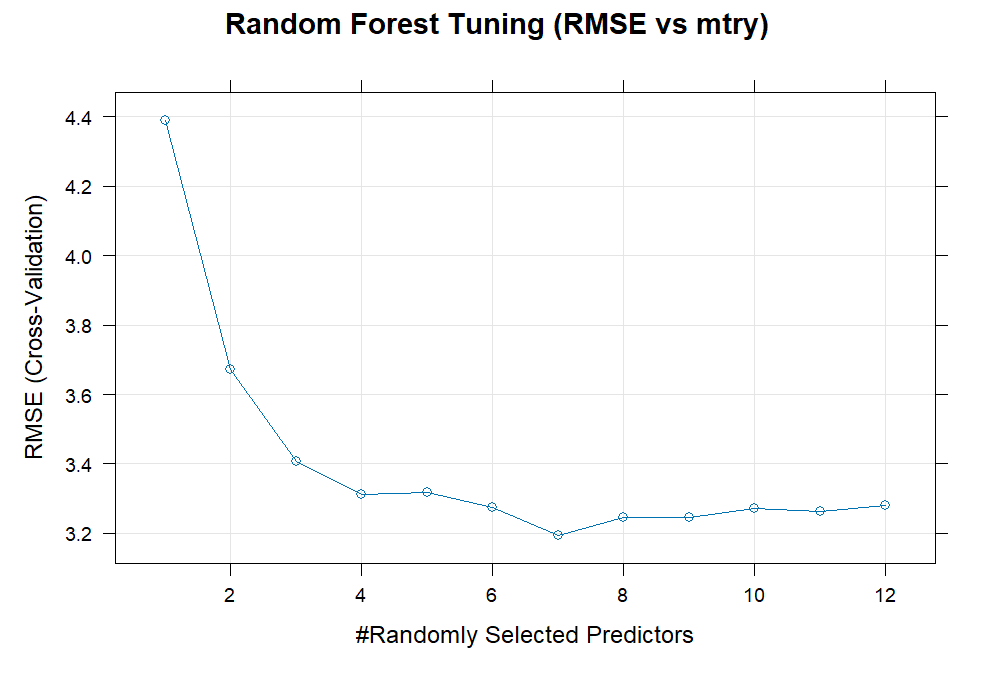 Random Forest Tuning (RMSE vs mtry)
RMSE (Cross-Validation)
4.4
4.2
4.0
3.8
3.6
3.4
3.2
2 4 6 8 10 12
#Randomly Selected Predictors